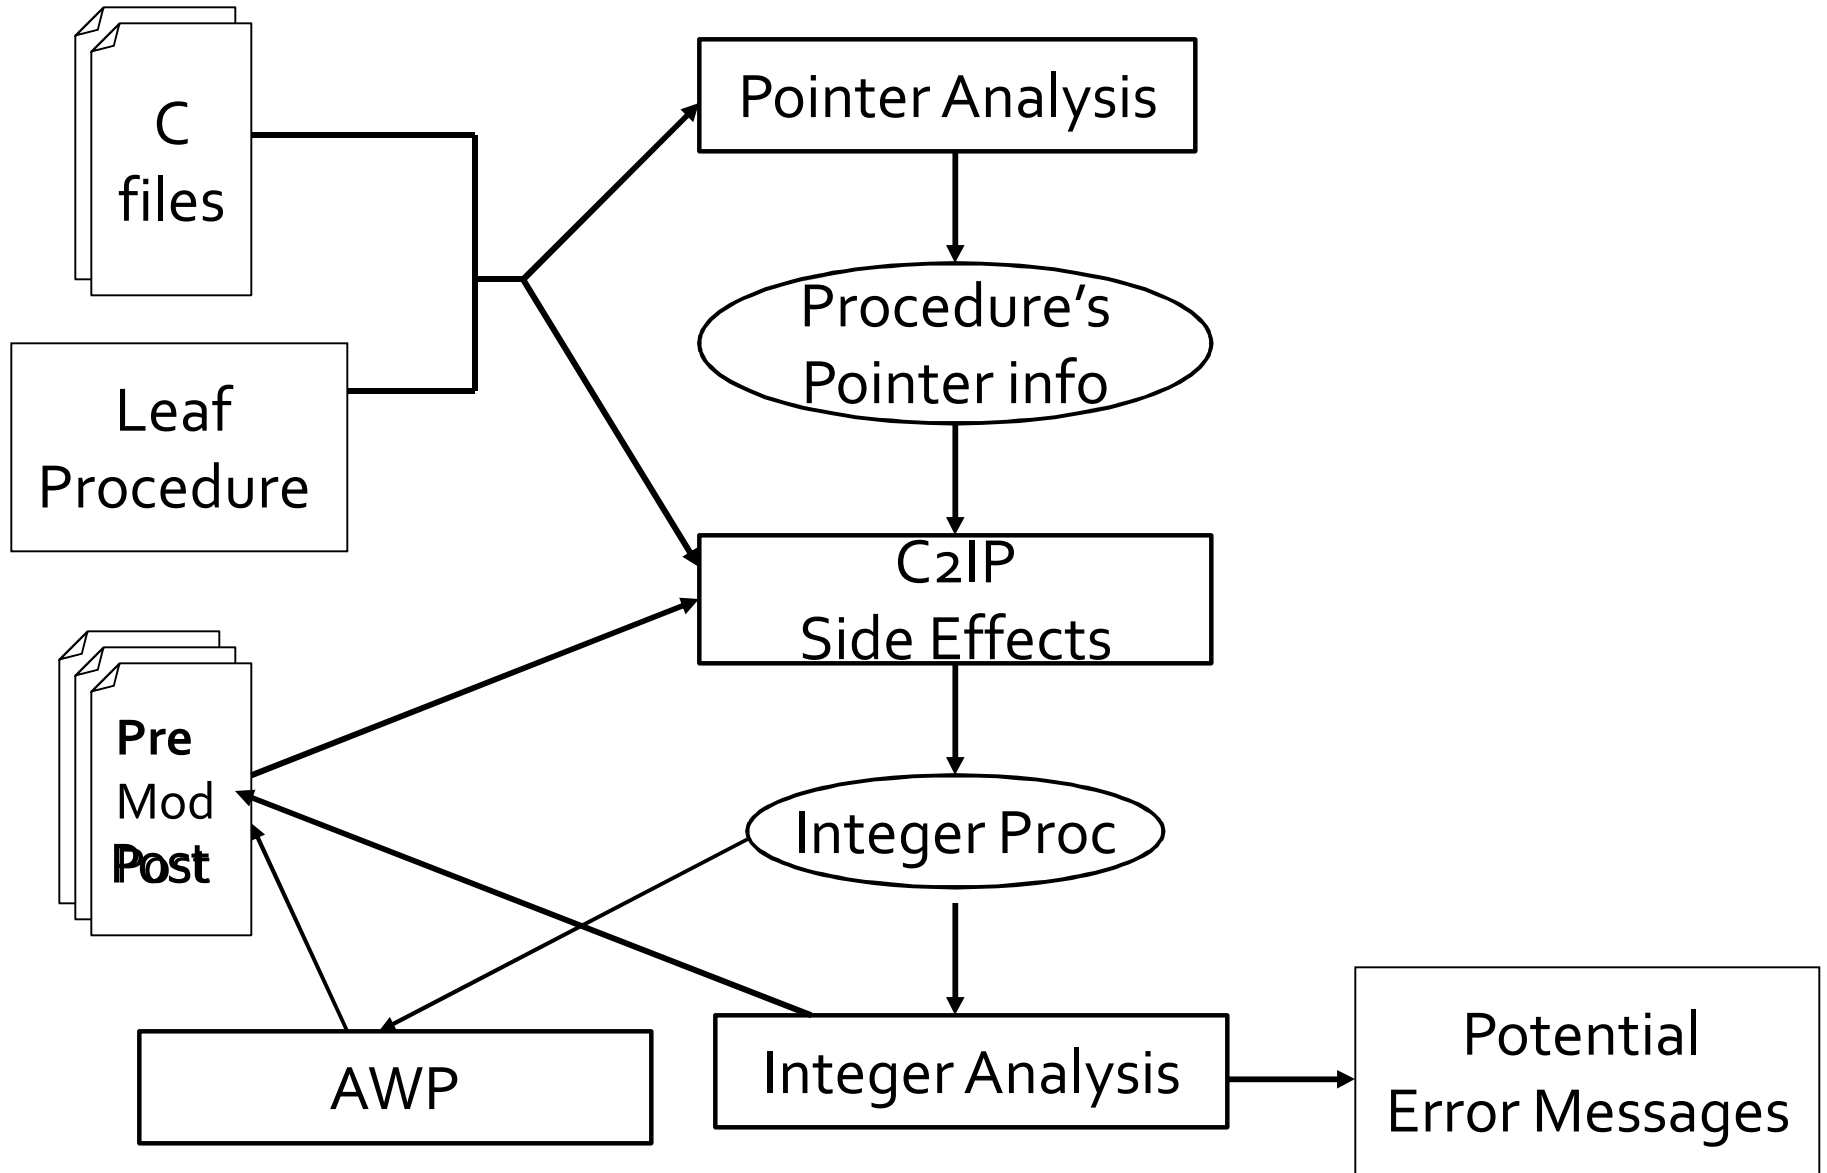 C
files
Pointer Analysis
Procedure’s
Pointer info
Leaf
Procedure
C2IP
Side Effects
Pre
Mod
Post
Integer Proc
AWP
Integer Analysis
Potential
Error Messages